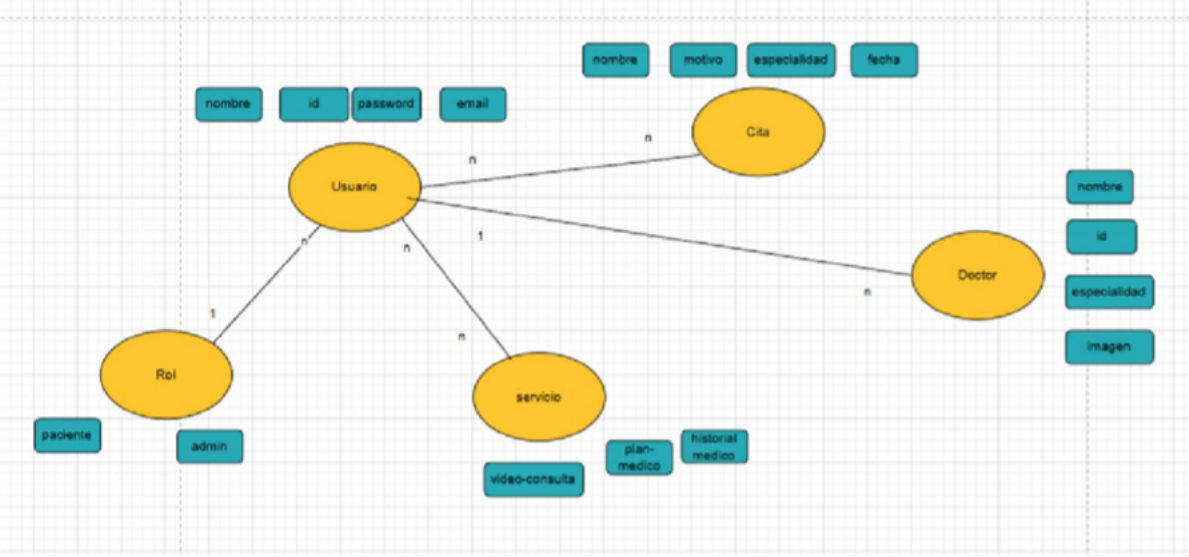 nombre
motivo
especialidad
fecha
nombre
id
password
email
Cita
n
n
Usuario
nombre
id
especialidad
imagen
1
n
n
Doctor
n
1
n
Rol
servicio
paciente
admin
plan-
medico
historial
medico
video-consulta